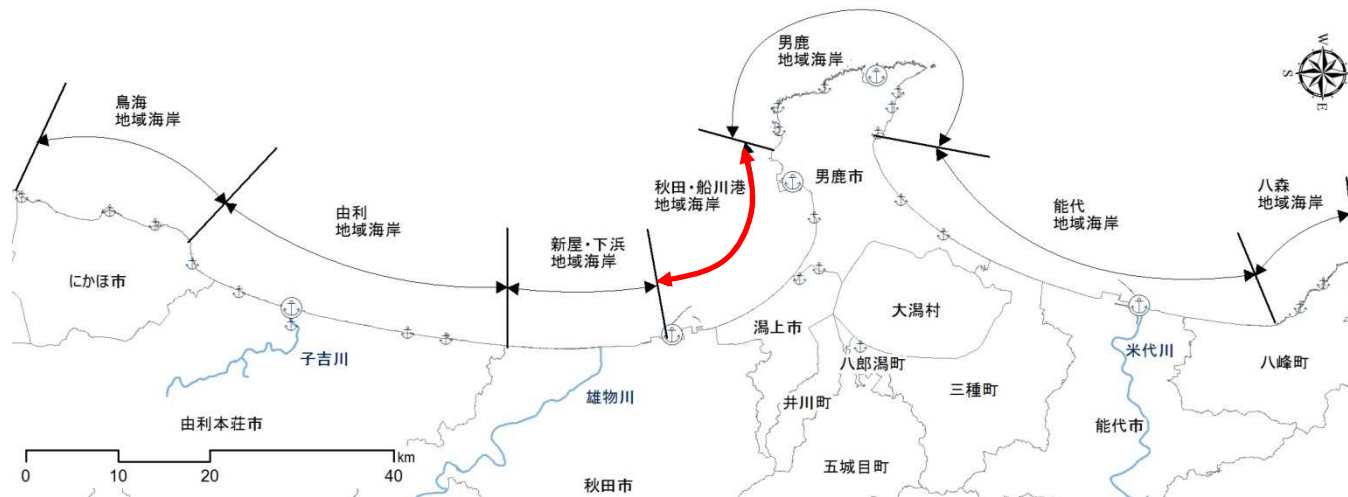 男鹿
地域海岸
W
S
N
E
鳥海
地域海岸
由利
地域海岸
新屋・下浜
地域海岸
秋田・船川港
地域海岸
男鹿市
能代
地域海岸
八森
地域海岸
にかほ市
大潟村
潟上市
八郎潟町
三種町
井川町
五城目町
米代川
八峰町
能代市
子吉川
雄物川
由利本荘市
秋田市
km
0
10
20
40